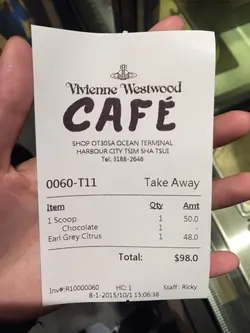 Vivienne Westwood
CAFÉ
SHOP OT305A OCEAN TERMINAL
HARBOUR CITY TSIM SHA TSUI
Tel: 3188-2646
0060-T11 Take Away
Item Qty Amt
1 Scoop 1 50.0
Chocolate 1 -
Earl Grey Citrus 1 48.0
Total: $98.0
Inv#:R10000060 HC: 1 Staff : Ricky
8-1-2015/10/1 15:06:38